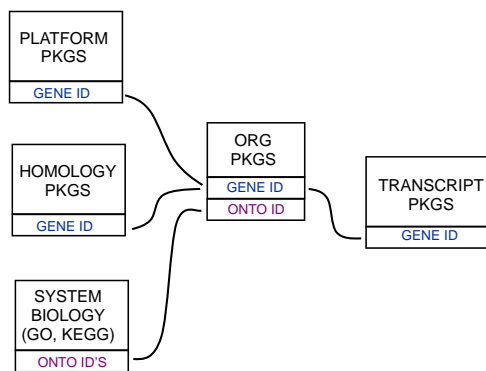 PLATFORM
PKGS
GENE ID
HOMOLOGY
PKGS
GENE ID
SYSTEM
BIOLOGY
(GO, KEGG)
ONTO ID'S
ORG
PKGS
GENE ID
ONTO ID
TRANSCRIPT
PKGS
GENE ID